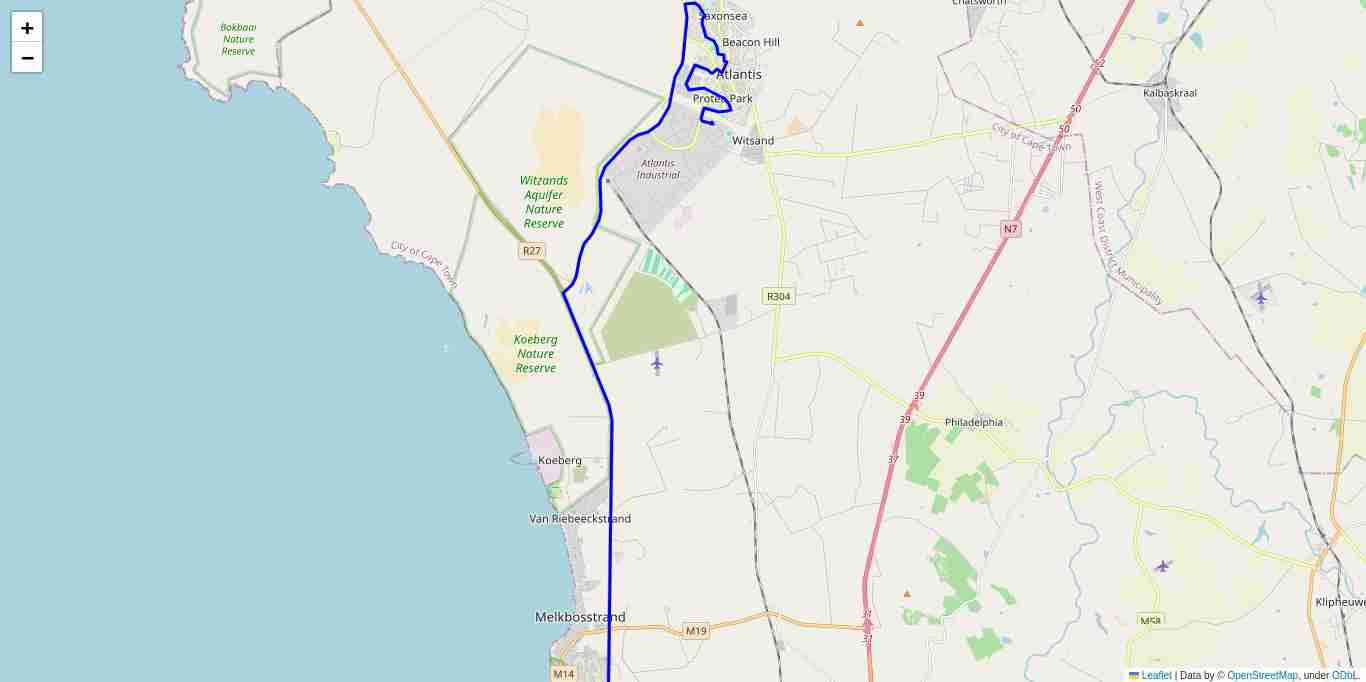 +
−
Bokbaai
Nature
Reserve
Saxonsea
Chatsworth
Beacon Hill
52
Atlantis
Kalbaskraal
Protea Park
50
50
City of Cape Town
Witsand
Atlantis
Industrial
Witzands
Aquifer
Nature
Reserve
West Coast District Municipality
N7
City of Cape Town
R27
R304
Koeberg
Nature
Reserve
39
39
Philadelphia
37
Koeberg
Van Riebeeckstrand
Klipheuwe
31
31
Melkbosstrand
M19
M58
M14
Leaflet | Data by © OpenStreetMap, under ODbL.